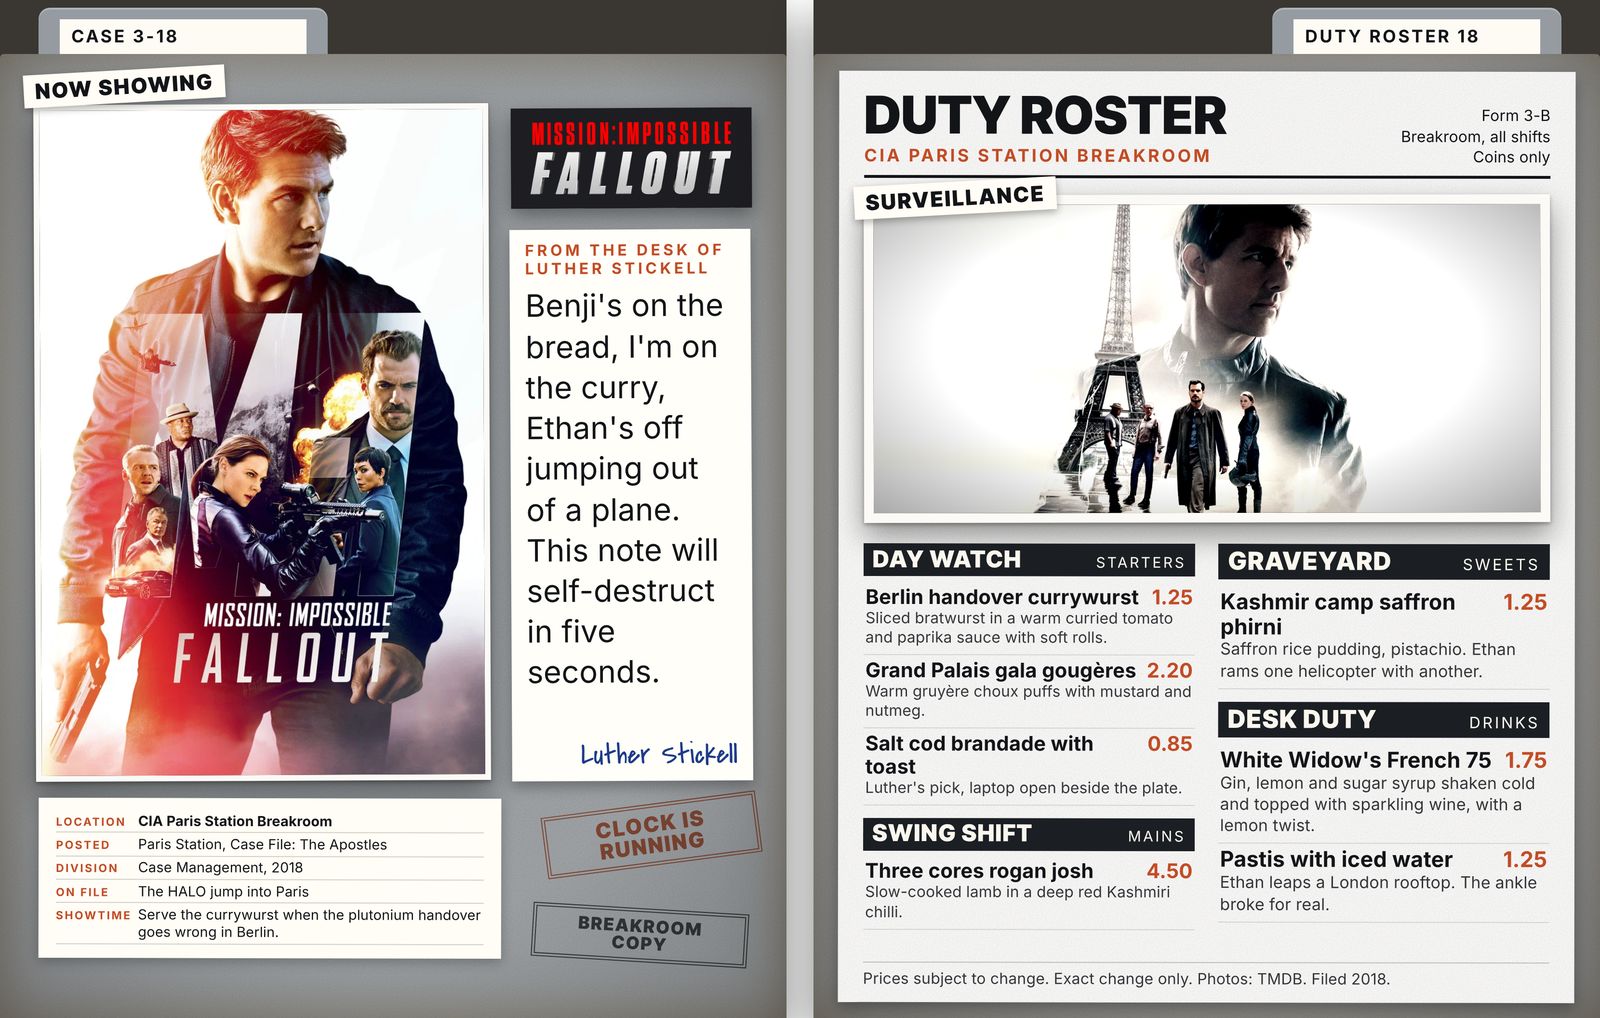 CASE 3-18
NOW SHOWING
MISSION: IMPOSSIBLE
FALLOUT
MISSION:IMPOSSIBLE
FALLOUT
FROM THE DESK OF
LUTHER STICKELL
Benji's on the
bread, I'm on
the curry,
Ethan's off
jumping out
of a plane.
This note will
self-destruct
in five
seconds.
Luther Stickell
LOCATION CIA Paris Station Breakroom
POSTED Paris Station, Case File: The Apostles
DIVISION Case Management, 2018
ON FILE The HALO jump into Paris
SHOWTIME Serve the currywurst when the plutonium handover
goes wrong in Berlin.
CLOCK IS
RUNNING
BREAKROOM
COPY
DUTY ROSTER 18
DUTY ROSTER
CIA PARIS STATION BREAKROOM
Form 3-B
Breakroom, all shifts
Coins only
SURVEILLANCE
DAY WATCH STARTERS
Berlin handover currywurst 1.25
Sliced bratwurst in a warm curried tomato
and paprika sauce with soft rolls.
Grand Palais gala gougères 2.20
Warm gruyère choux puffs with mustard and
nutmeg.
Salt cod brandade with 0.85
toast
Luther's pick, laptop open beside the plate.
SWING SHIFT MAINS
Three cores rogan josh 4.50
Slow-cooked lamb in a deep red Kashmiri
chilli.
GRAVEYARD SWEETS
Kashmir camp saffron 1.25
phirni
Saffron rice pudding, pistachio. Ethan
rams one helicopter with another.
DESK DUTY DRINKS
White Widow's French 75 1.75
Gin, lemon and sugar syrup shaken cold
and topped with sparkling wine, with a
lemon twist.
Pastis with iced water 1.25
Ethan leaps a London rooftop. The ankle
broke for real.
Prices subject to change. Exact change only. Photos: TMDB. Filed 2018.